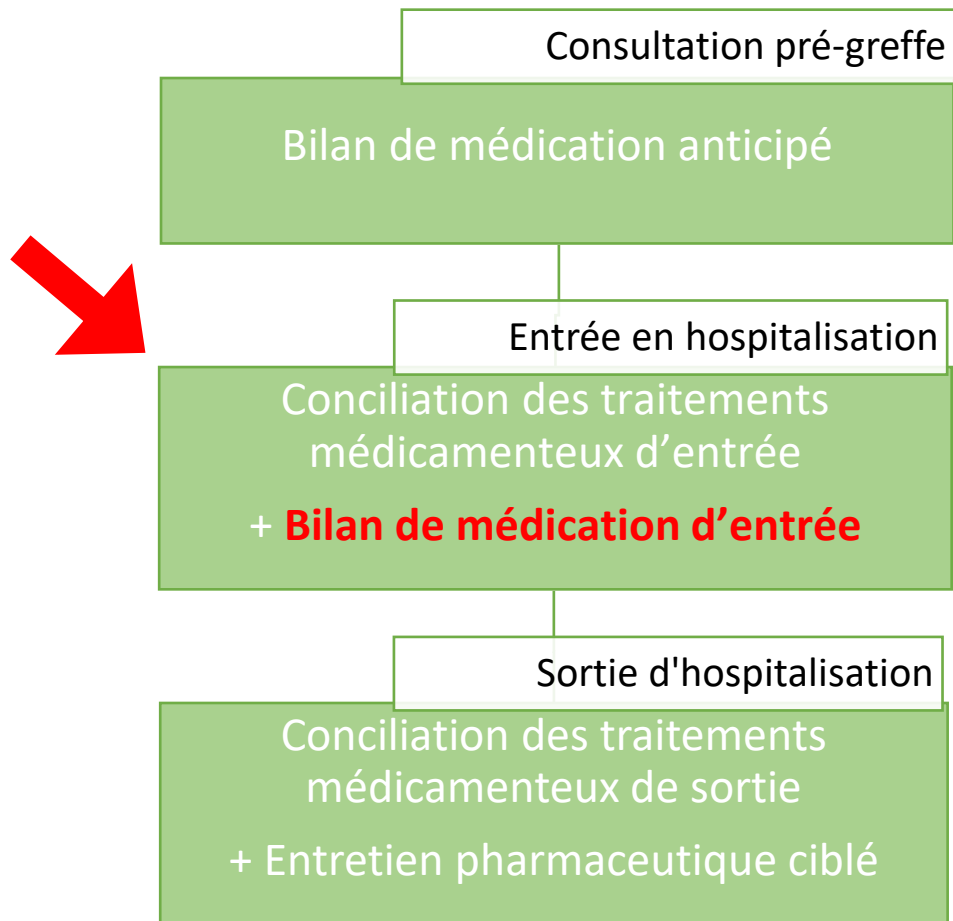 Consultation pré-greffe
Bilan de médication anticipé
Entrée en hospitalisation
Conciliation des traitements
médicamenteux d’entrée
+ Bilan de médication d’entrée
Sortie d'hospitalisation
Conciliation des traitements
médicamenteux de sortie
+ Entretien pharmaceutique ciblé